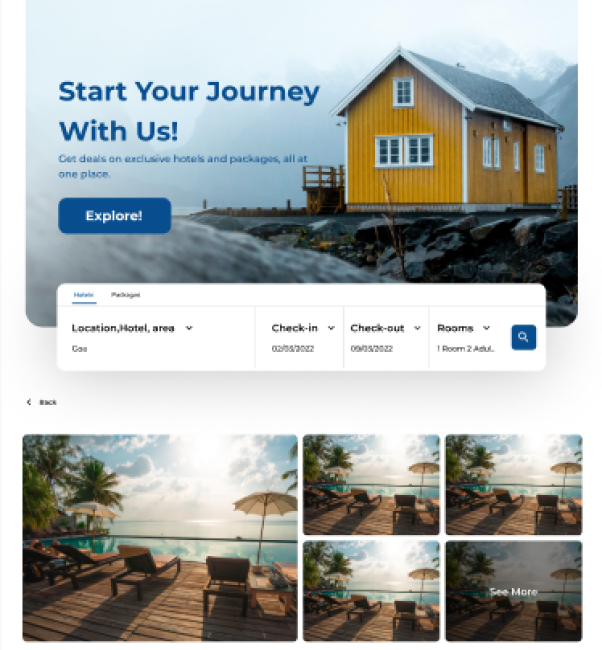 Start Your Journey
With Us!
Get deals on exclusive hotels and packages, all at
one place.
Explore!
Hotels Packages
Location,Hotel, area Check-in Check-out Rooms
Goa 02/03/2022 09/03/2022 1 Room 2 Adul..
Back
See More